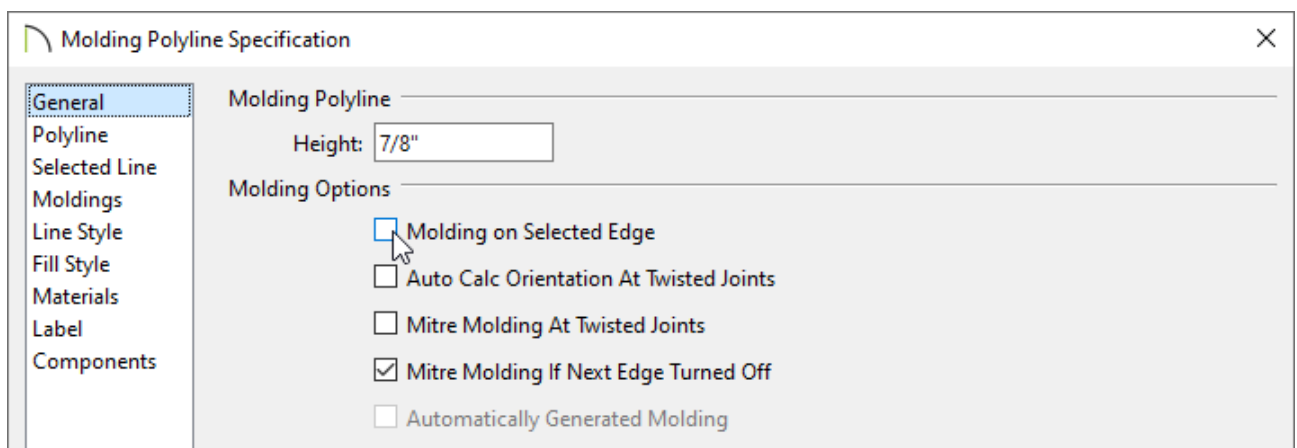 Molding Polyline Specification
General
Polyline
Selected Line
Moldings
Line Style
Fill Style
Materials
Label
Components
Molding Polyline
Height: 7/8"
Molding Options
Molding on Selected Edge
Auto Calc Orientation At Twisted Joints
Mitre Molding At Twisted Joints
Mitre Molding If Next Edge Turned Off
Automatically Generated Molding